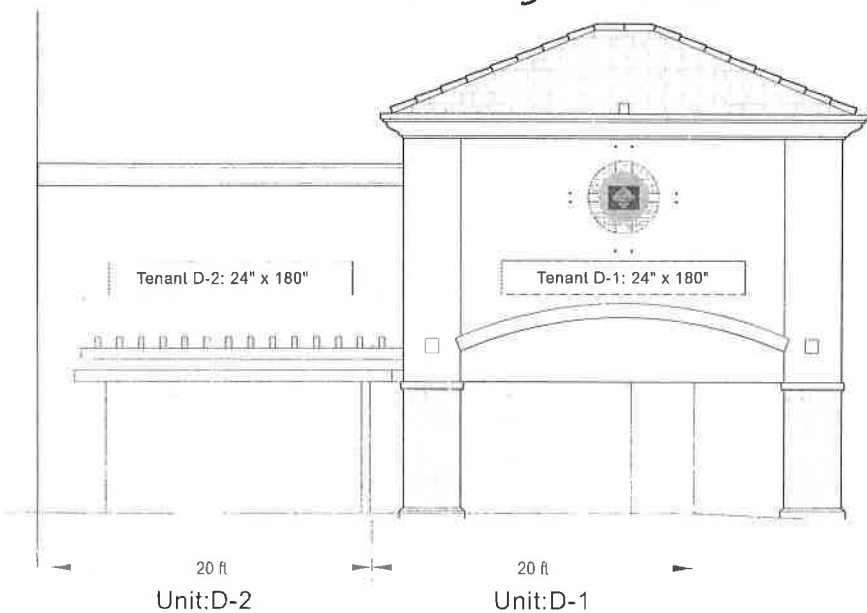 Tenant D-2: 24" x 180"
Tenant D-1: 24" x 180"
20 ft
20 ft
Unit:D-2
Unit:D-1